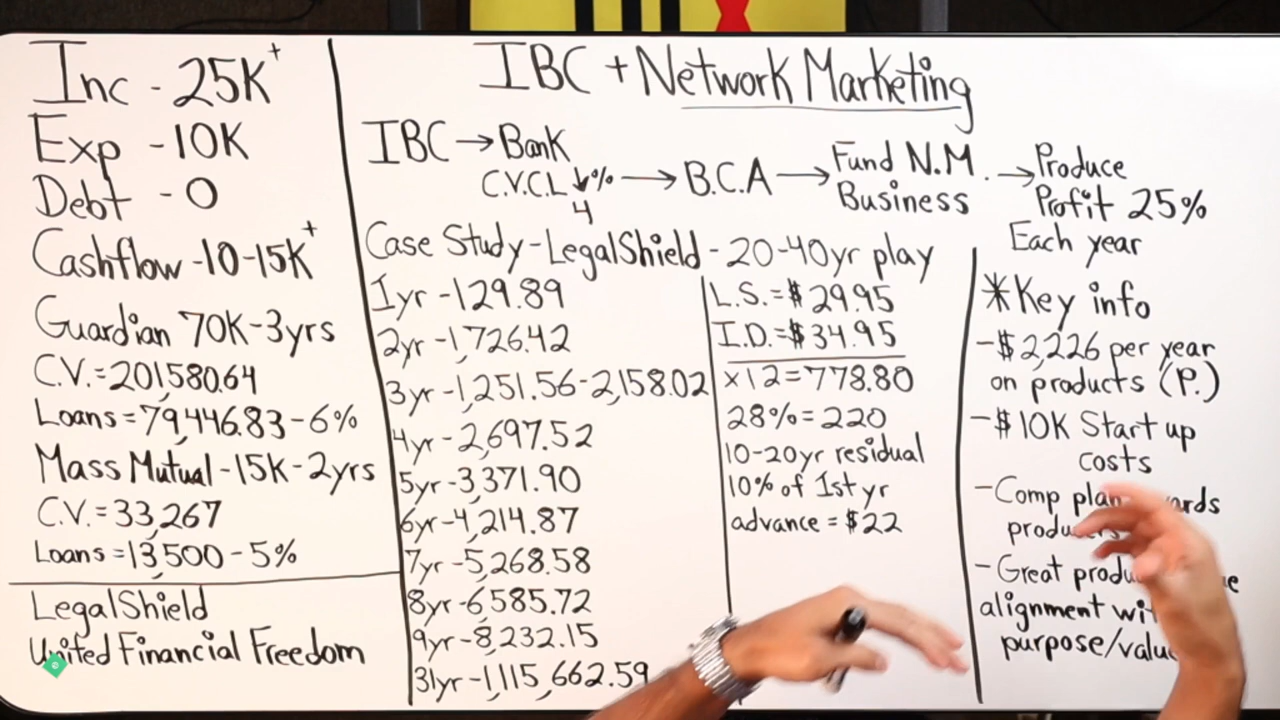 Inc - 25K+
Exp - 10K
Debt - 0
Cashflow - 10-15K+
Guardian 70K - 3yrs
C.V. = 201,580.64
Loans = 79,446.83 - 6%
Mass Mutual - 15K - 2yrs
C.V. = 33,267
Loans = 13,500 - 5%
LegalShield
United Financial Freedom
IBC + Network Marketing
IBC → Bank
C.V.C.L ↓% → B.C.A → Fund N.M. → Produce
4
Business
Profit 25%
Each year
Case Study - LegalShield - 20-40yr play
1yr - 129.89
2yr - 1,726.42
3yr - 1,251.56 - 2,158.02
4yr - 2,697.52
5yr - 3,371.90
6yr - 4,214.87
7yr - 5,268.58
8yr - 6,585.72
9yr - 8,232.15
31yr - 1,115,662.59
L.S. = $29.95
I.D. = $34.95
x12 = 778.80
28% = 220
10-20yr residual
10% of 1st yr
advance = $22
*Key info
- $2,226 per year
on products (P.)
- $10K Start up
costs
- Comp plan
- Great
alignment
purpose/